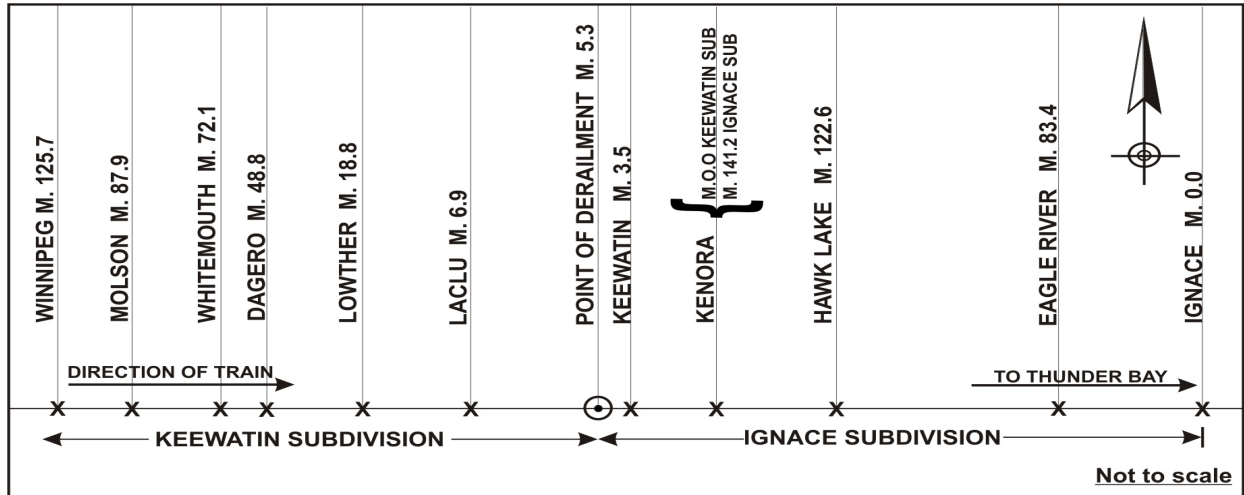 WINNIPEG M. 125.7
MOLSON M. 87.9
WHITEMOUTH M. 72.1
DAGERO M. 48.8
LOWTHER M. 18.8
LACLU M. 6.9
POINT OF DERAILMENT M. 5.3
KEEWATIN M. 3.5
KENORA
M.O.O KEEWATIN SUB
M. 141.2 IGNACE SUB
HAWK LAKE M. 122.6
EAGLE RIVER M. 83.4
IGNACE M. 0.0
DIRECTION OF TRAIN
TO THUNDER BAY
X X X X X X X X X X X
KEEWATIN SUBDIVISION
IGNACE SUBDIVISION
Not to scale